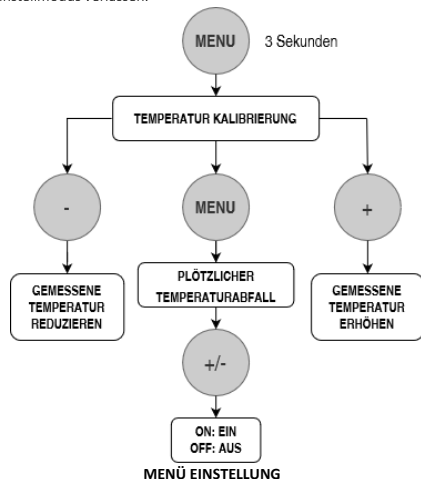 MENU 3 Sekunden
TEMPERATUR KALIBRIERUNG
-
MENU
+
GEMESSENE
TEMPERATUR
REDUZIEREN
PLÖTZLICHER
TEMPERATURABFALL
GEMESSENE
TEMPERATUR
ERHÖHEN
+/-
ON: EIN
OFF: AUS
MENÜ EINSTELLUNG